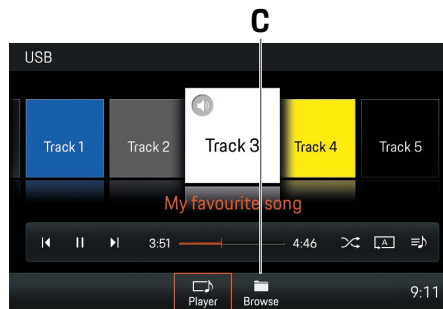 C
USB
Track 1
Track 2
Track 3
Track 4
Track 5
My favourite song
3:51
4:46
A
Player
Browse
9:11